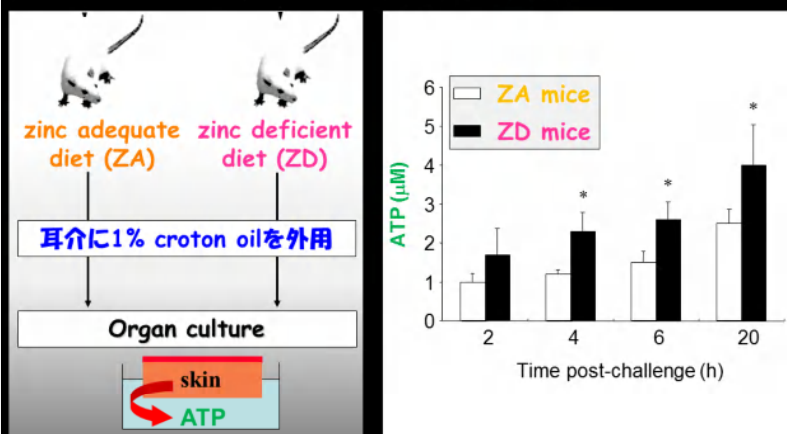 zinc adequate
diet (ZA)
zinc deficient
diet (ZD)
耳介に1% croton oilを外用
Organ culture
skin
ATP
ATP (μM)
6
5
4
3
2
1
0
ZA mice
ZD mice
*
*
*
2
4
6
20
Time post-challenge (h)